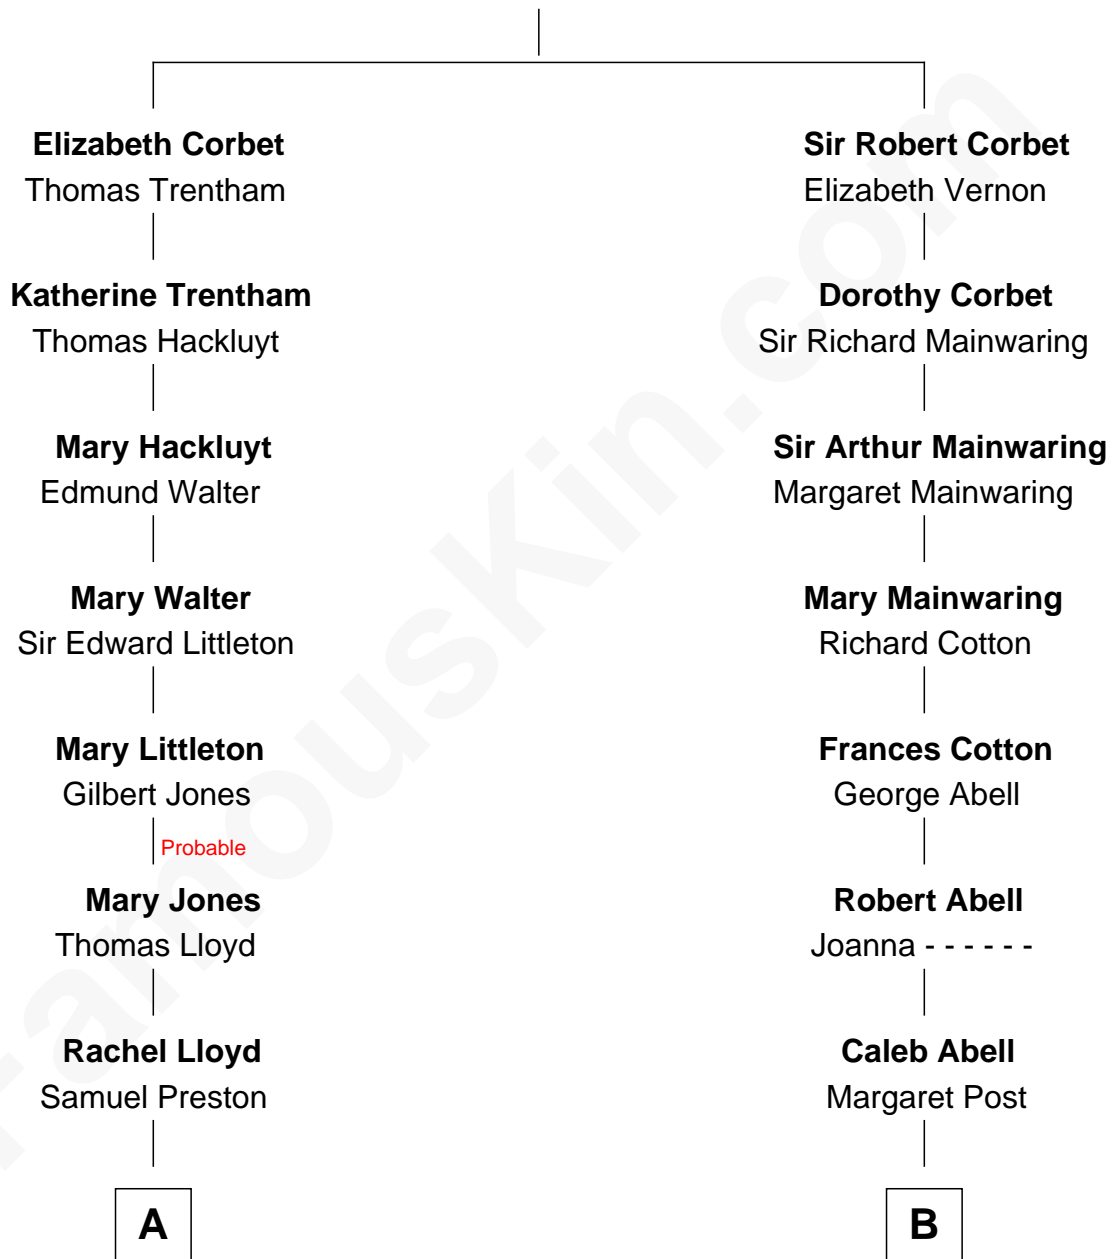 Elizabeth Corbet
Thomas Trentham
Sir Robert Corbet
Elizabeth Vernon
Katherine Trentham
Thomas Hackluyt
Dorothy Corbet
Sir Richard Mainwaring
Mary Hackluyt
Edmund Walter
Sir Arthur Mainwaring
Margaret Mainwaring
Mary Walter
Sir Edward Littleton
Mary Mainwaring
Richard Cotton
Mary Littleton
Gilbert Jones
Frances Cotton
George Abell
Probable
Mary Jones
Thomas Lloyd
Robert Abell
Joanna - - - - - -
Rachel Lloyd
Samuel Preston
Caleb Abell
Margaret Post
A
B
FamousKin.com